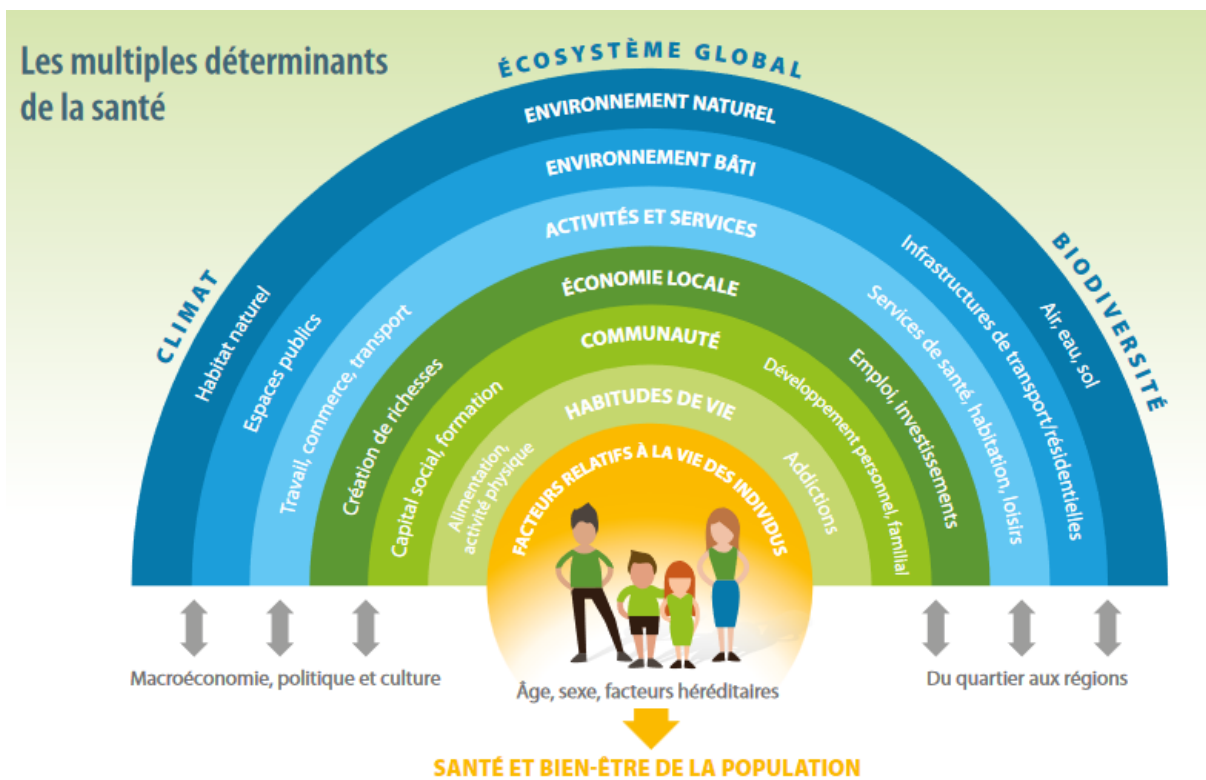 Les multiples déterminants
de la santé
ÉCOSYSTÈME GLOBAL
CLIMAT
BIODIVERSITÉ
ENVIRONNEMENT NATUREL
Habitat naturel
Air, eau, sol
ENVIRONNEMENT BÂTI
Espaces publics
Infrastructures de transport/résidentielles
ACTIVITÉS ET SERVICES
Travail, commerce, transport
Services de santé, habitation, loisirs
ÉCONOMIE LOCALE
Création de richesses
Emploi, investissements
COMMUNAUTÉ
Capital social, formation
Développement personnel, familial
HABITUDES DE VIE
Alimentation,
activité physique
Addictions
FACTEURS RELATIFS À LA VIE DES INDIVIDUS
Macroéconomie, politique et culture
Âge, sexe, facteurs héréditaires
Du quartier aux régions
SANTÉ ET BIEN-ÊTRE DE LA POPULATION